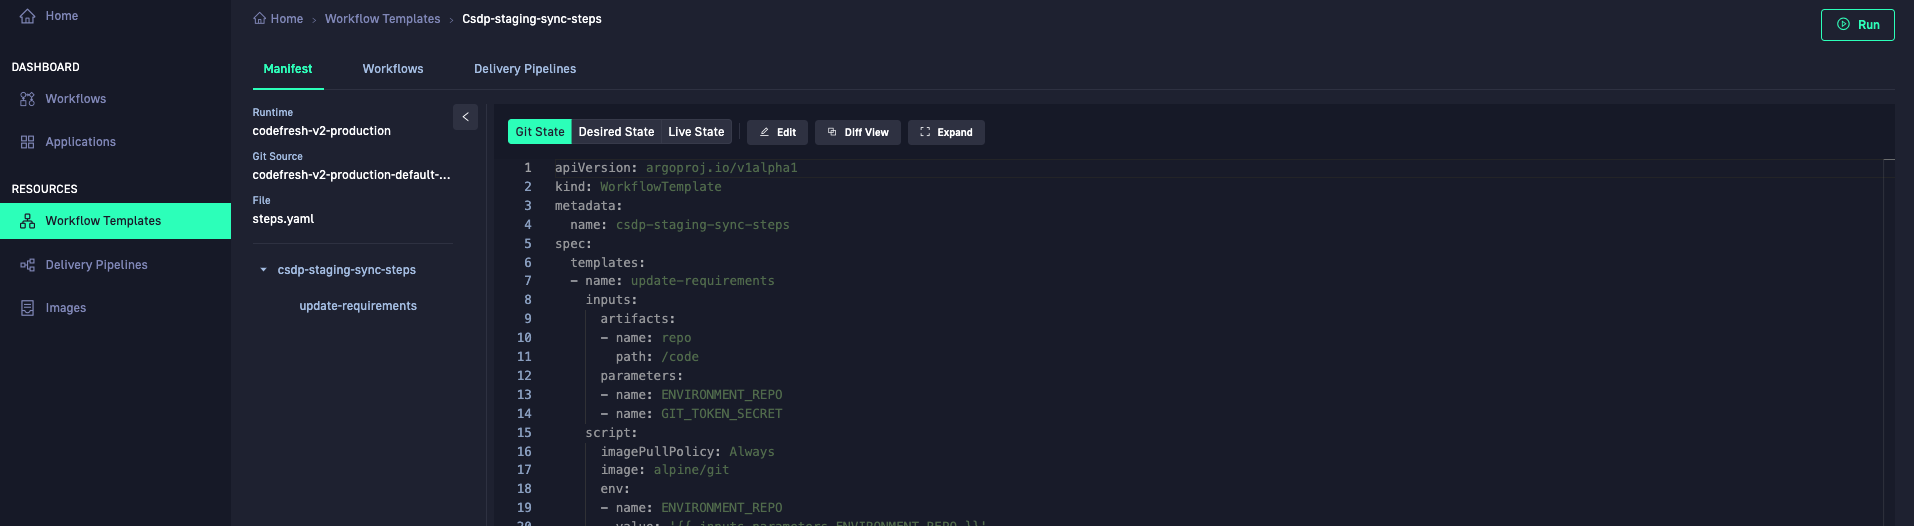 Home
DASHBOARD
Workflows
Applications
RESOURCES
Workflow Templates
Delivery Pipelines
Images
Home > Workflow Templates > Csdp-staging-sync-steps
Run
Manifest Workflows Delivery Pipelines
Runtime
codefresh-v2-production
Git Source
codefresh-v2-production-default-...
File
steps.yaml
csdp-staging-sync-steps
update-requirements
Git State Desired State Live State Edit Diff View Expand
1 apiVersion: argoproj.io/v1alpha1
2 kind: WorkflowTemplate
3 metadata:
4 name: csdp-staging-sync-steps
5 spec:
6 templates:
7 - name: update-requirements
8 inputs:
9 artifacts:
10 - name: repo
11 path: /code
12 parameters:
13 - name: ENVIRONMENT_REPO
14 - name: GIT_TOKEN_SECRET
15 script:
16 imagePullPolicy: Always
17 image: alpine/git
18 env:
19 - name: ENVIRONMENT_REPO
20 value: '{{ inputs.parameters.ENVIRONMENT_REPO }}'